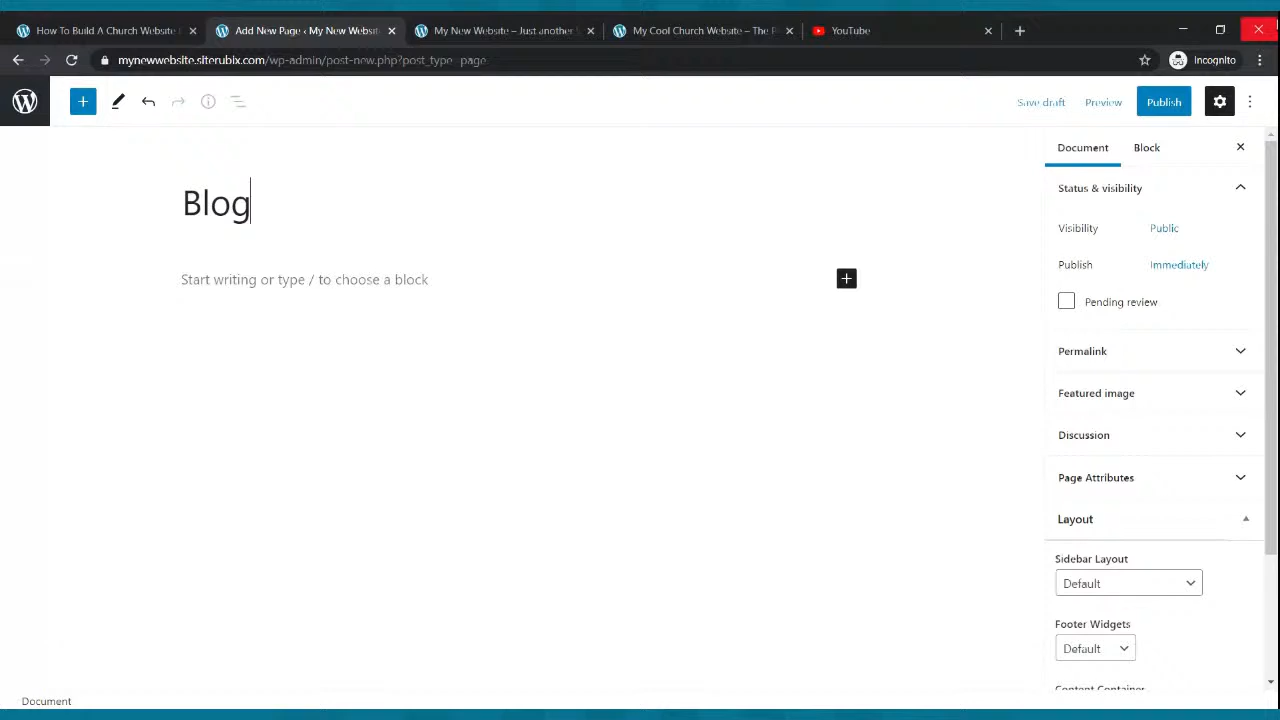 How To Build A Church Website
Add New Page ‹ My New Websit
My New Website – Just another
My Cool Church Website – The
YouTube
mynewwebsite.siterubix.com/wp-admin/post-new.php?post_type=page
Incognito
Save draft
Preview
Publish
Document
Block
Status & visibility
Blog
Visibility
Public
Start writing or type / to choose a block
Publish
Immediately
Pending review
Permalink
Featured image
Discussion
Page Attributes
Layout
Sidebar Layout
Default
Footer Widgets
Default
Content Container
Document